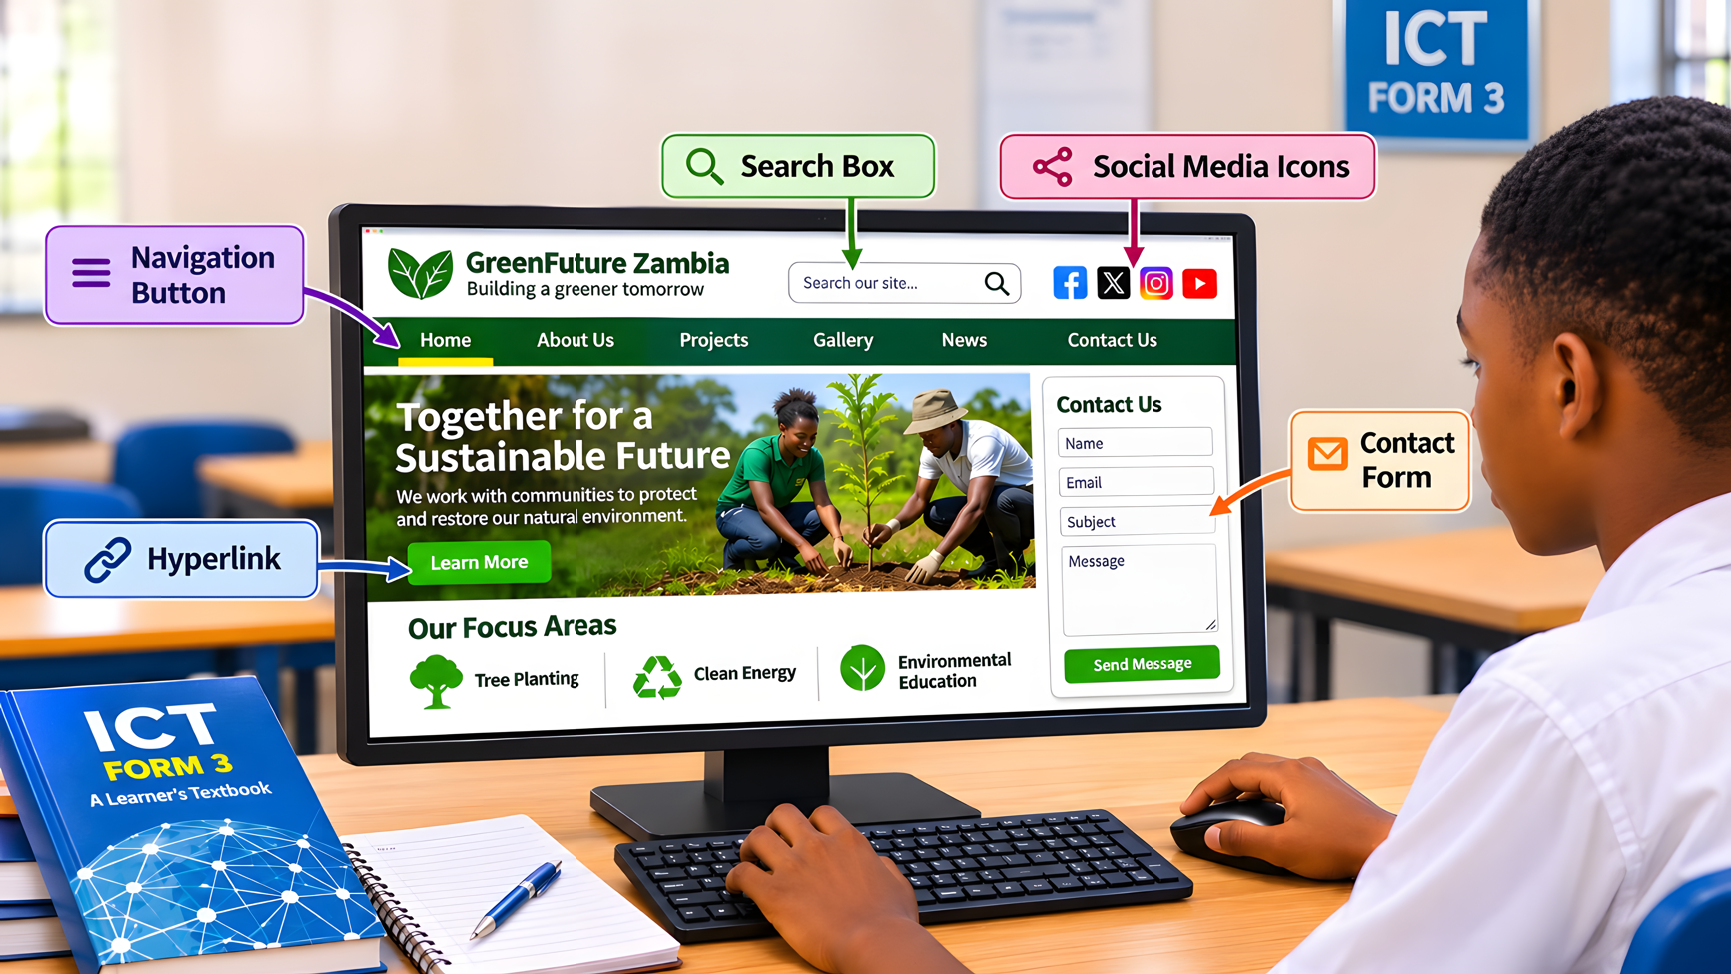 ICT
FORM 3
Search Box
Social Media Icons
Navigation
Button
GreenFuture Zambia
Building a greener tomorrow
Search our site...
Home
About Us
Projects
Gallery
News
Contact Us
Together for a
Sustainable Future
We work with communities to protect
and restore our natural environment.
Learn More
Hyperlink
Contact Us
Name
Email
Subject
Message
Send Message
Contact
Form
Our Focus Areas
Tree Planting
Clean Energy
Environmental
Education
ICT
FORM 3
A Learner's Textbook